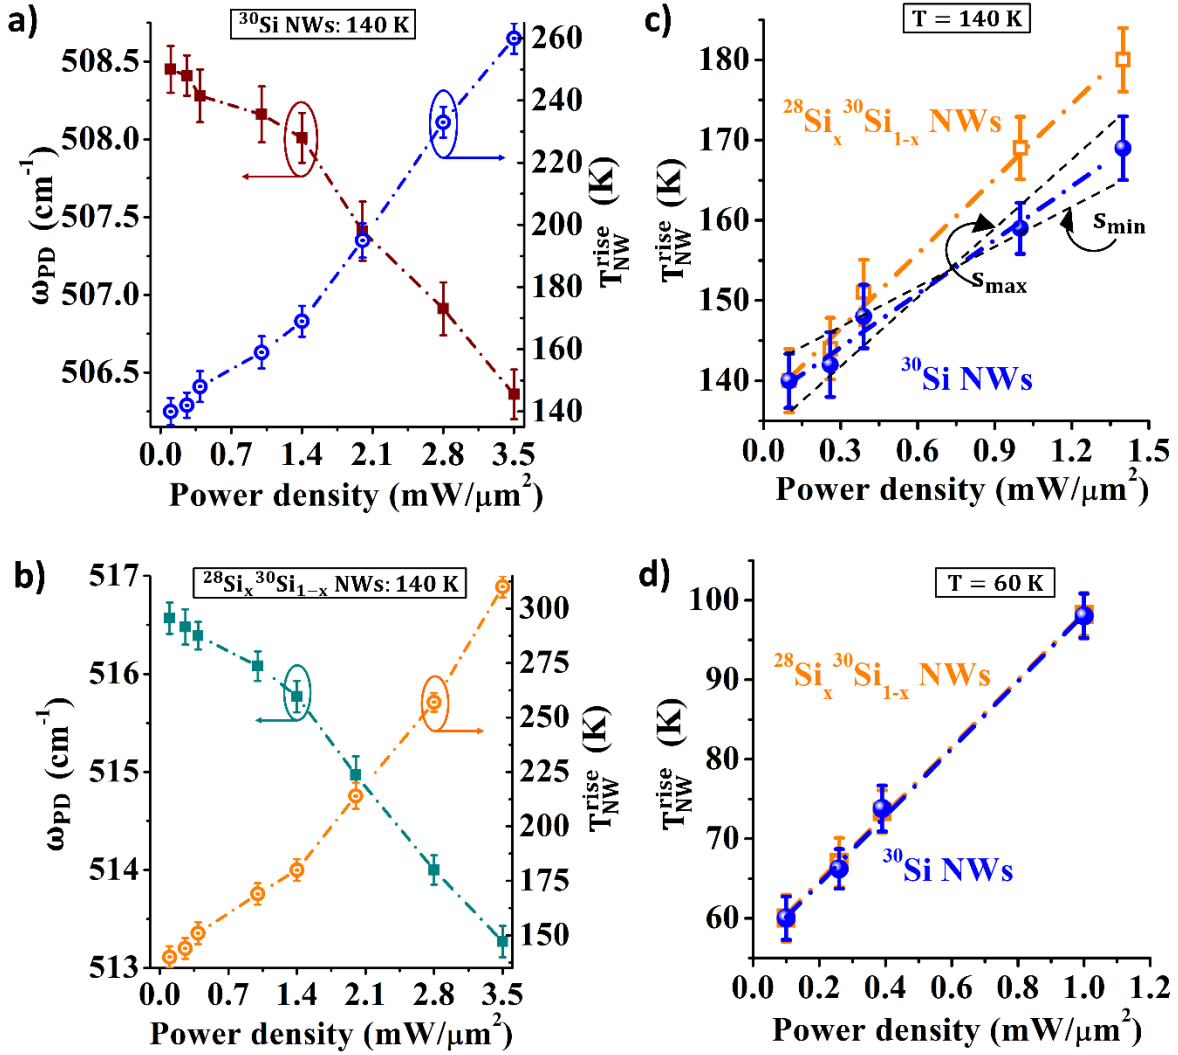 a)
³⁰Si NWs: 140 K
ω_PD (cm⁻¹)
508.5
508.0
507.5
507.0
506.5
260
240
220
200
180
160
140
T_NW^rise (K)
0.0 0.7 1.4 2.1 2.8 3.5
Power density (mW/μm²)
c)
T = 140 K
T_NW^rise (K)
180
170
160
150
140
²⁸Si_x³⁰Si_1-x NWs
s_min
s_max
³⁰Si NWs
0.0 0.3 0.6 0.9 1.2 1.5
Power density (mW/μm²)
b)
²⁸Si_x³⁰Si_1−x NWs: 140 K
ω_PD (cm⁻¹)
517
516
515
514
513
300
275
250
225
200
175
150
T_NW^rise (K)
0.0 0.7 1.4 2.1 2.8 3.5
Power density (mW/μm²)
d)
T = 60 K
T_NW^rise (K)
100
90
80
70
60
²⁸Si_x³⁰Si_1-x NWs
³⁰Si NWs
0.0 0.2 0.4 0.6 0.8 1.0 1.2
Power density (mW/μm²)